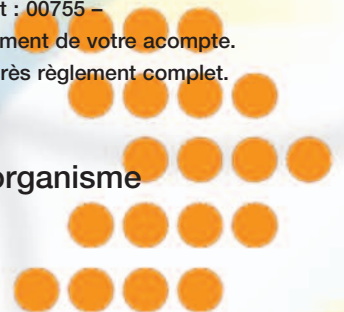 t : 00755 –
ment de votre acompte.
rès règlement complet.
organisme